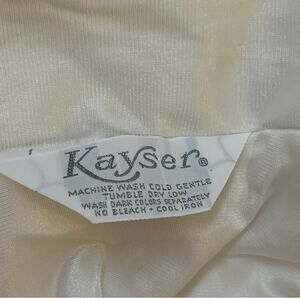 Kayser®
MACHINE WASH COLD GENTLE
TUMBLE DRY LOW
WASH DARK COLORS SEPARATELY
NO BLEACH • COOL IRON